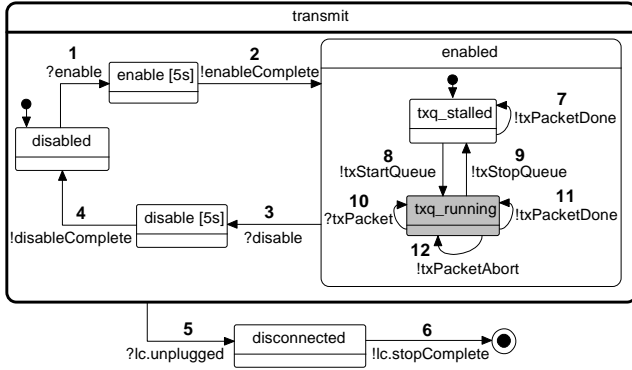 transmit
enabled
1
?enable
enable [5s]
2
!enableComplete
disabled
txq_stalled
7
!txPacketDone
8
!txStartQueue
9
!txStopQueue
10
?txPacket
txq_running
11
!txPacketDone
12
!txPacketAbort
4
!disableComplete
disable [5s]
3
?disable
5
?lc.unplugged
disconnected
6
!lc.stopComplete